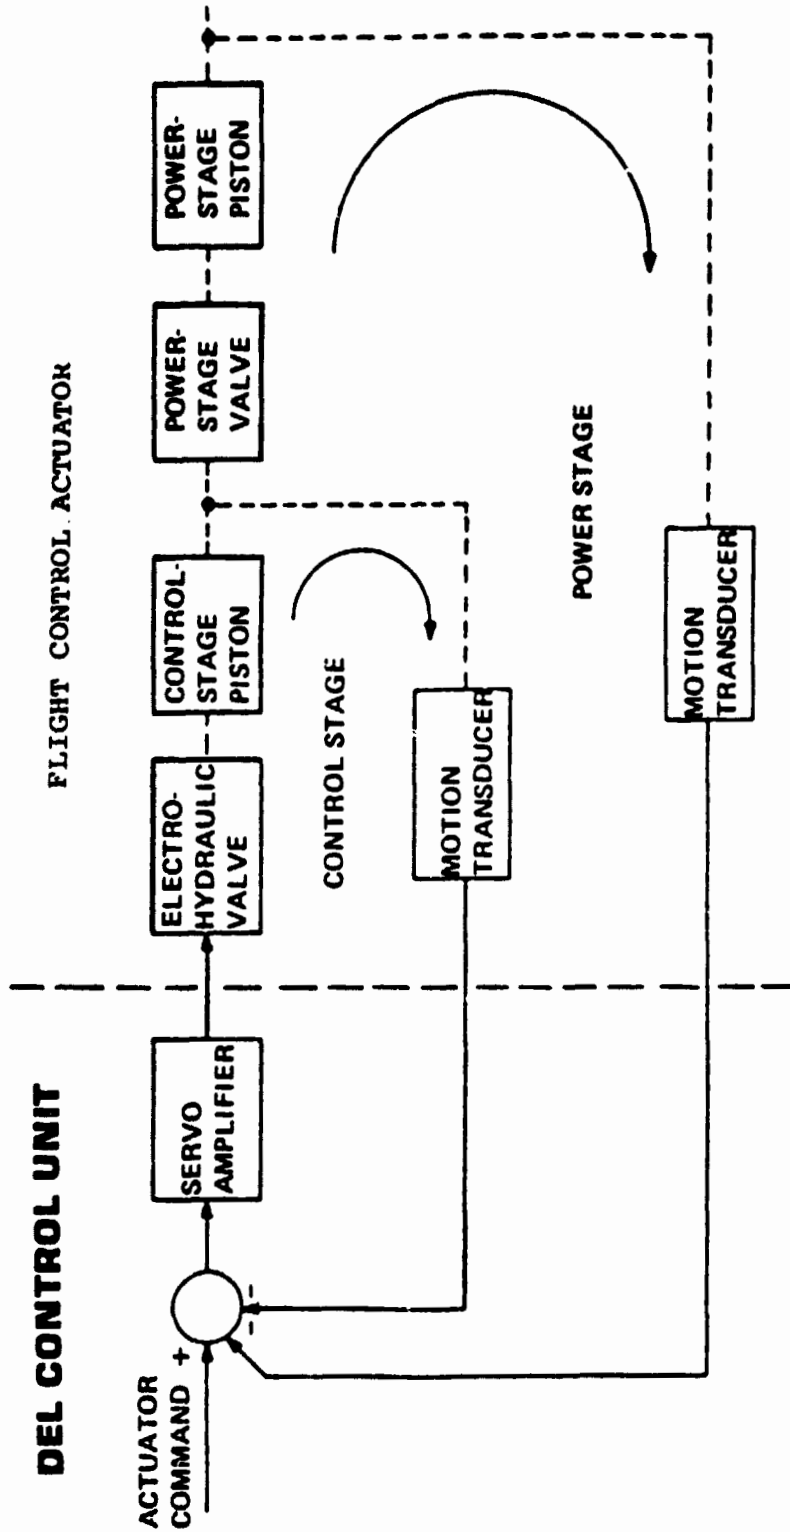 DEL CONTROL UNIT
FLIGHT CONTROL ACTUATOR
ACTUATOR
COMMAND
+
SERVO
AMPLIFIER
ELECTRO-
HYDRAULIC
VALVE
CONTROL-
STAGE
PISTON
POWER-
STAGE
VALVE
POWER-
STAGE
PISTON
–
–
CONTROL STAGE
MOTION
TRANSDUCER
POWER STAGE
MOTION
TRANSDUCER